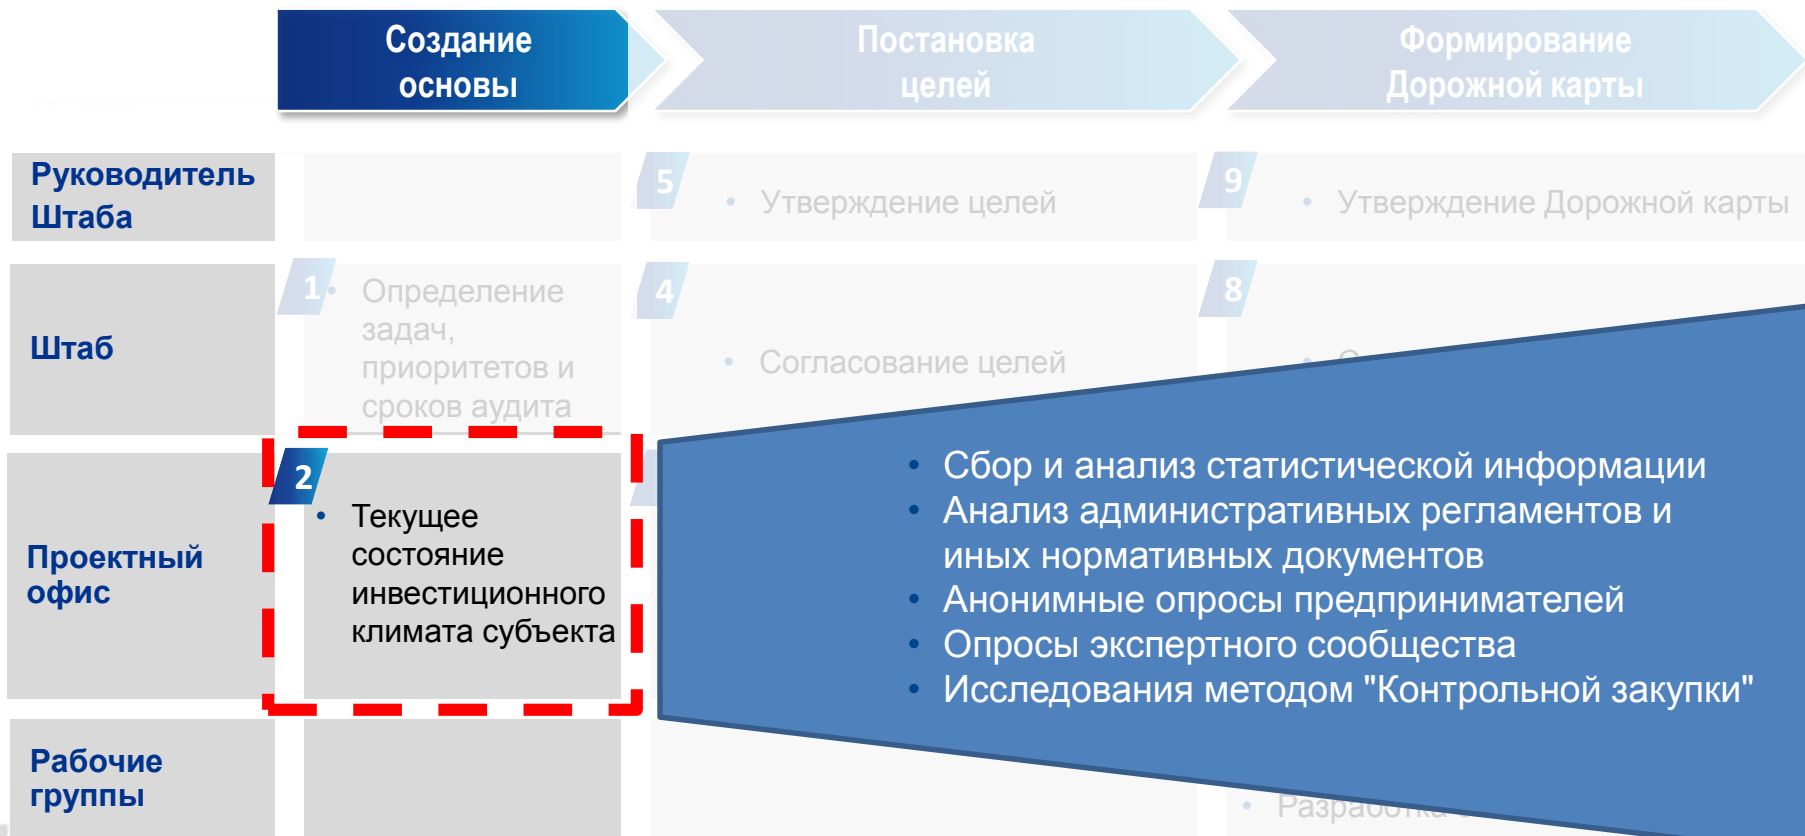 Создание
основы
Постановка
целей
Формирование
Дорожной карты
Руководитель
Штаба
5
• Утверждение целей
9
• Утверждение Дорожной карты
Штаб
1
• Определение
задач,
приоритетов и
сроков аудита
4
• Согласование целей
8
Проектный
офис
2
• Текущее
состояние
инвестиционного
климата субъекта
• Сбор и анализ статистической информации
• Анализ административных регламентов и
иных нормативных документов
• Анонимные опросы предпринимателей
• Опросы экспертного сообщества
• Исследования методом "Контрольной закупки"
Рабочие
группы